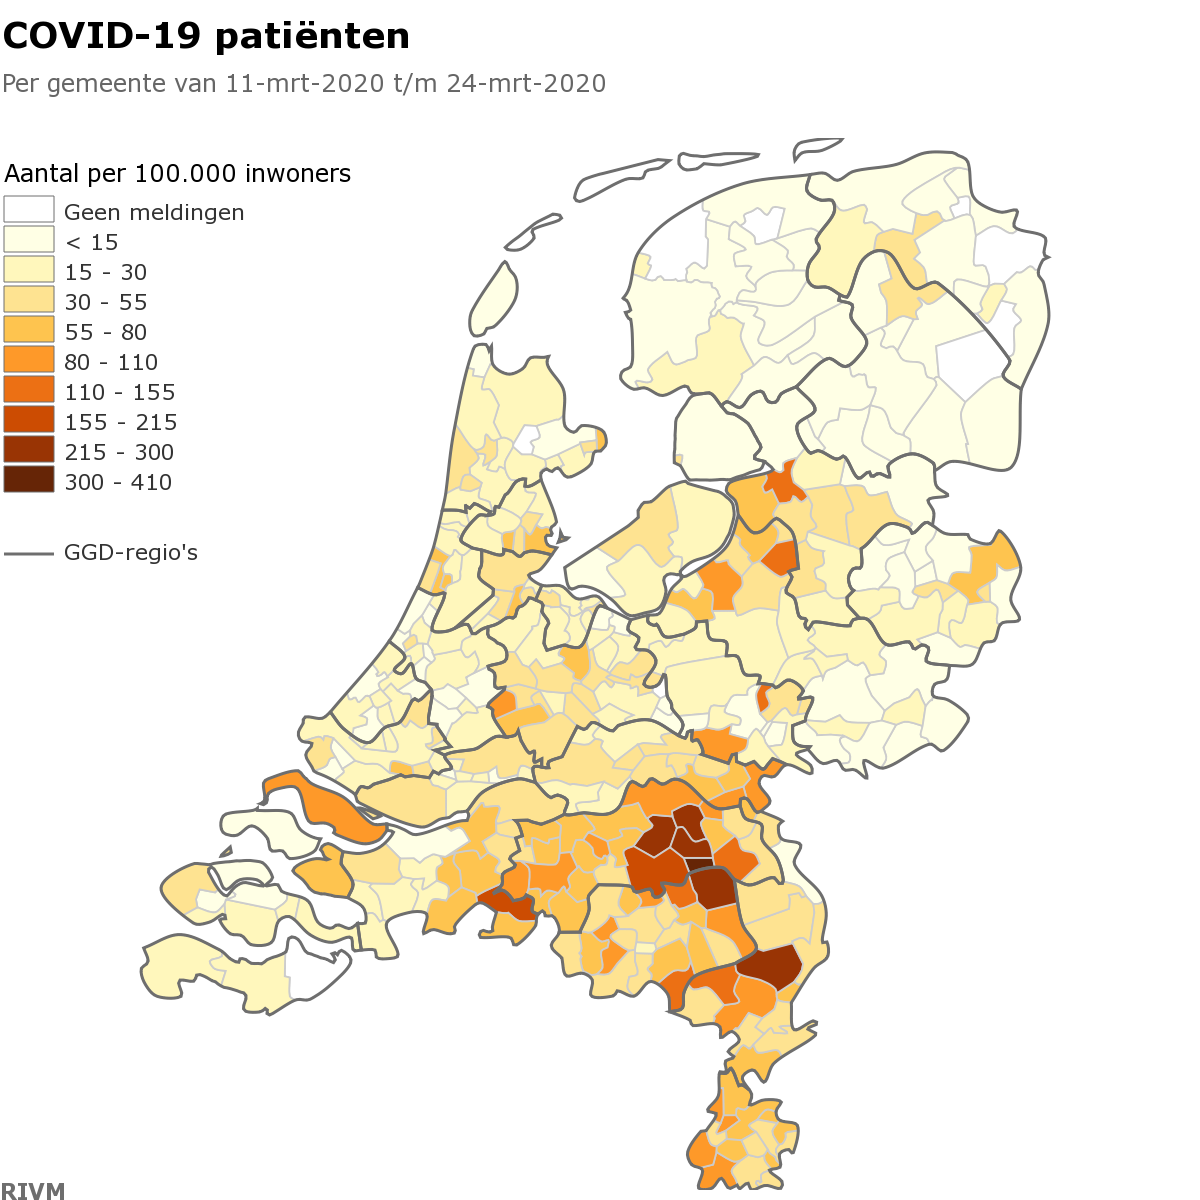 COVID-19 patiënten
Per gemeente van 11-mrt-2020 t/m 24-mrt-2020
Aantal per 100.000 inwoners
Geen meldingen
< 15
15 - 30
30 - 55
55 - 80
80 - 110
110 - 155
155 - 215
215 - 300
300 - 410
GGD-regio's
RIVM